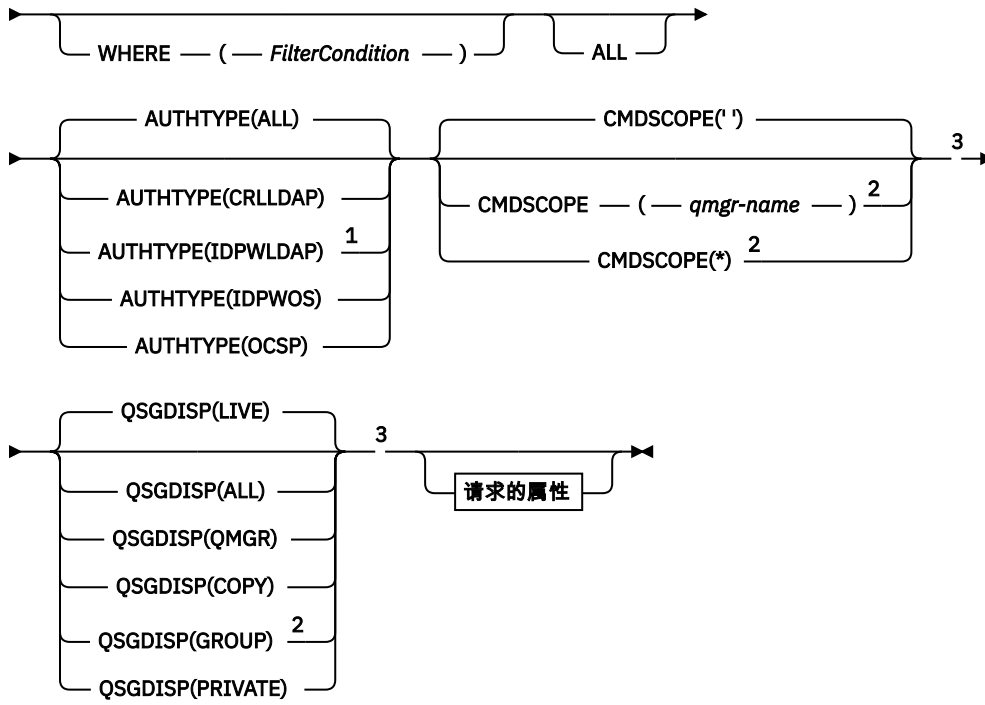 WHERE ( FilterCondition )
ALL
AUTHTYPE(ALL)
AUTHTYPE(CRLLDAP)
AUTHTYPE(IDPWLDAP) 1
AUTHTYPE(IDPWOS)
AUTHTYPE(OCSP)
CMDSCOPE(' ')
CMDSCOPE ( qmgr-name ) 2
CMDSCOPE(*) 2
3
QSGDISP(LIVE)
QSGDISP(ALL)
QSGDISP(QMGR)
QSGDISP(COPY)
QSGDISP(GROUP) 2
QSGDISP(PRIVATE)
3
请求的属性